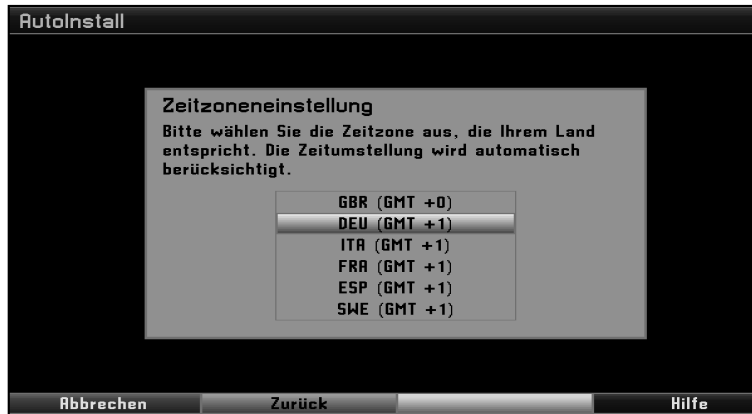 AutoInstall
Zeitzoneneinstellung
Bitte wählen Sie die Zeitzone aus, die Ihrem Land
entspricht. Die Zeitumstellung wird automatisch
berücksichtigt.
GBR (GMT +0)
DEU (GMT +1)
ITA (GMT +1)
FRA (GMT +1)
ESP (GMT +1)
SWE (GMT +1)
Abbrechen Zurück Hilfe